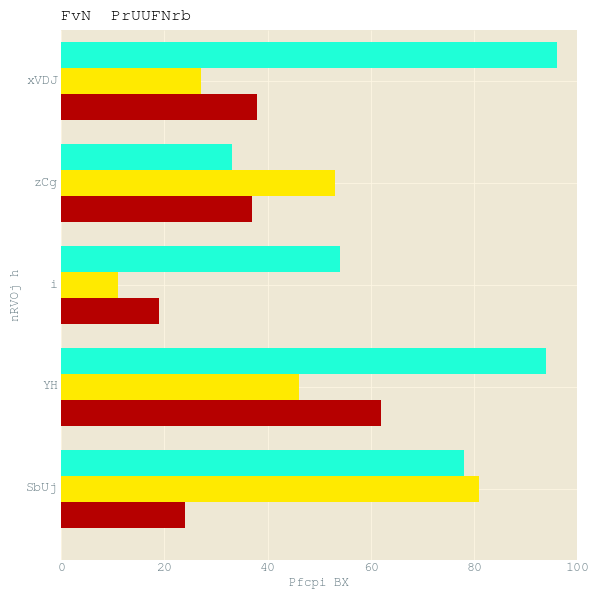 FvN  PrUUFNrb
xVDJ
zCg
i
YH
SbUj
nRVOj h
0 20 40 60 80 100
Pfcpi BX